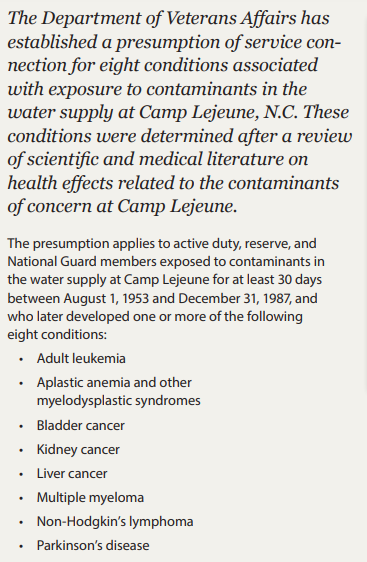 The Department of Veterans Affairs has
established a presumption of service con-
nection for eight conditions associated
with exposure to contaminants in the
water supply at Camp Lejeune, N.C. These
conditions were determined after a review
of scientific and medical literature on
health effects related to the contaminants
of concern at Camp Lejeune.
The presumption applies to active duty, reserve, and
National Guard members exposed to contaminants in
the water supply at Camp Lejeune for at least 30 days
between August 1, 1953 and December 31, 1987, and
who later developed one or more of the following
eight conditions:
• Adult leukemia
• Aplastic anemia and other
myelodysplastic syndromes
• Bladder cancer
• Kidney cancer
• Liver cancer
• Multiple myeloma
• Non-Hodgkin's lymphoma
• Parkinson's disease